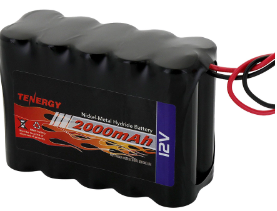 TENERGY
Nickel-Metal Hydride Battery
2000mAh
12V